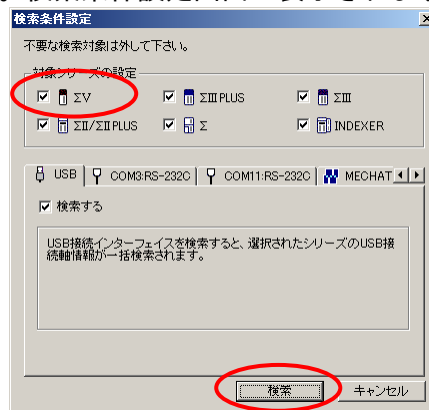 検索条件設定
不要な検索対象は外して下さい。
対象シリーズの設定
ΣV ΣIII PLUS ΣIII
ΣII/ΣII PLUS Σ INDEXER
USB COM3:RS-232C COM11:RS-232C MECHAT
検索する
USB接続インターフェイスを検索すると、選択されたシリーズのUSB接
続軸情報が一括検索されます。
検索 キャンセル